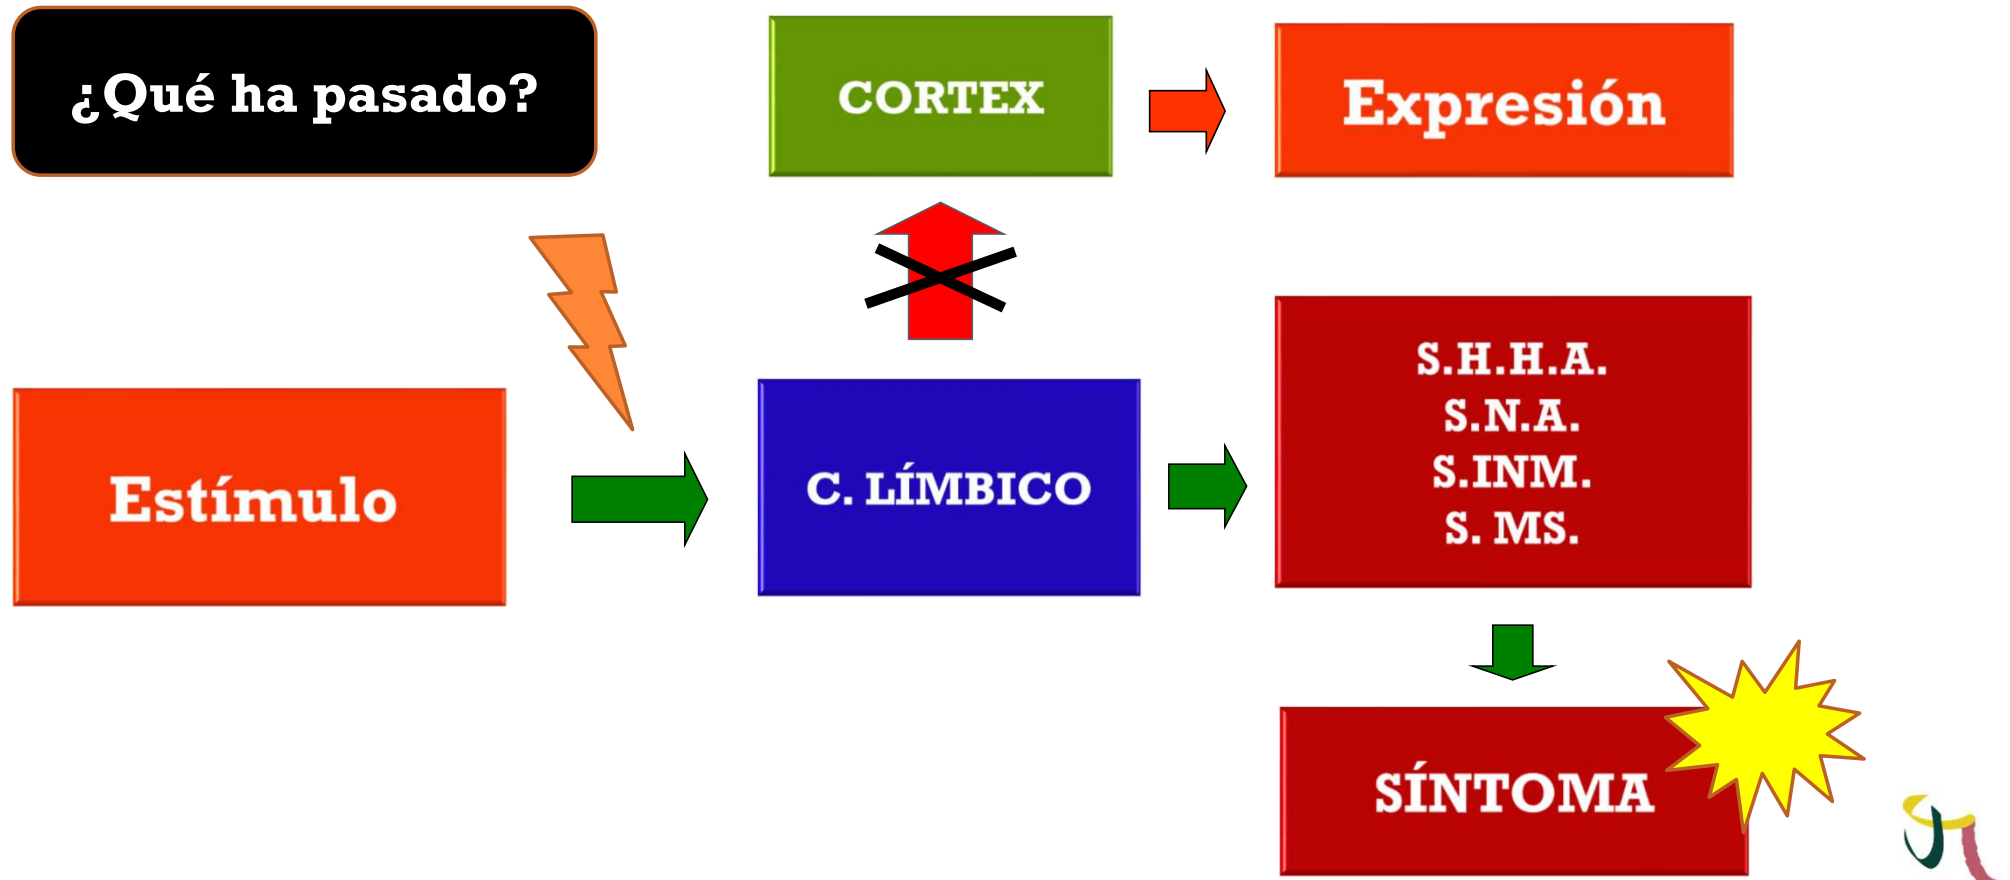 ¿Qué ha pasado?
CORTEX
Expresión
Estímulo
C. LÍMBICO
S.H.H.A.
S.N.A.
S.INM.
S. MS.
SÍNTOMA